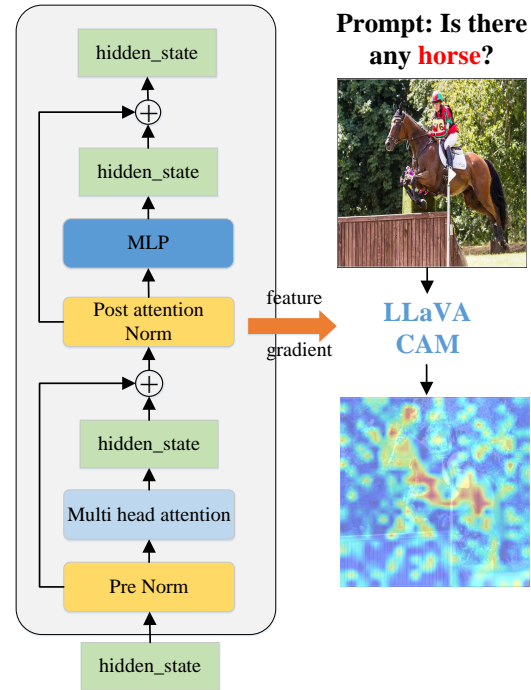 hidden_state
hidden_state
MLP
Post attention
Norm
hidden_state
Multi head attention
Pre Norm
hidden_state
feature
gradient
Prompt: Is there
any horse?
LLaVA
CAM